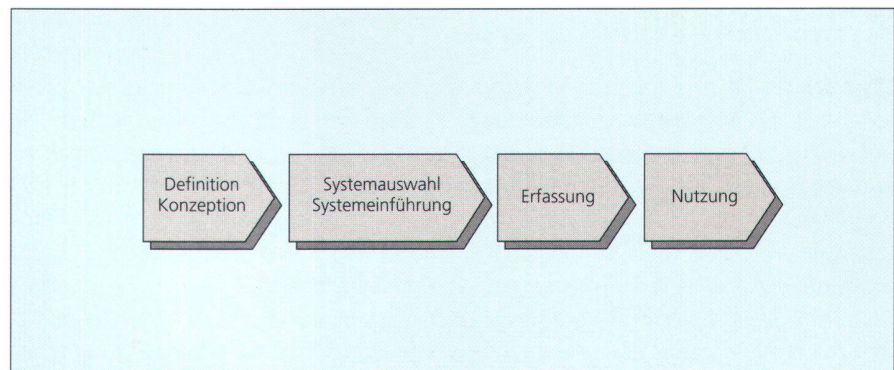 Definition
Konzeption
Systemauswahl
Systemeinführung
Erfassung
Nutzung